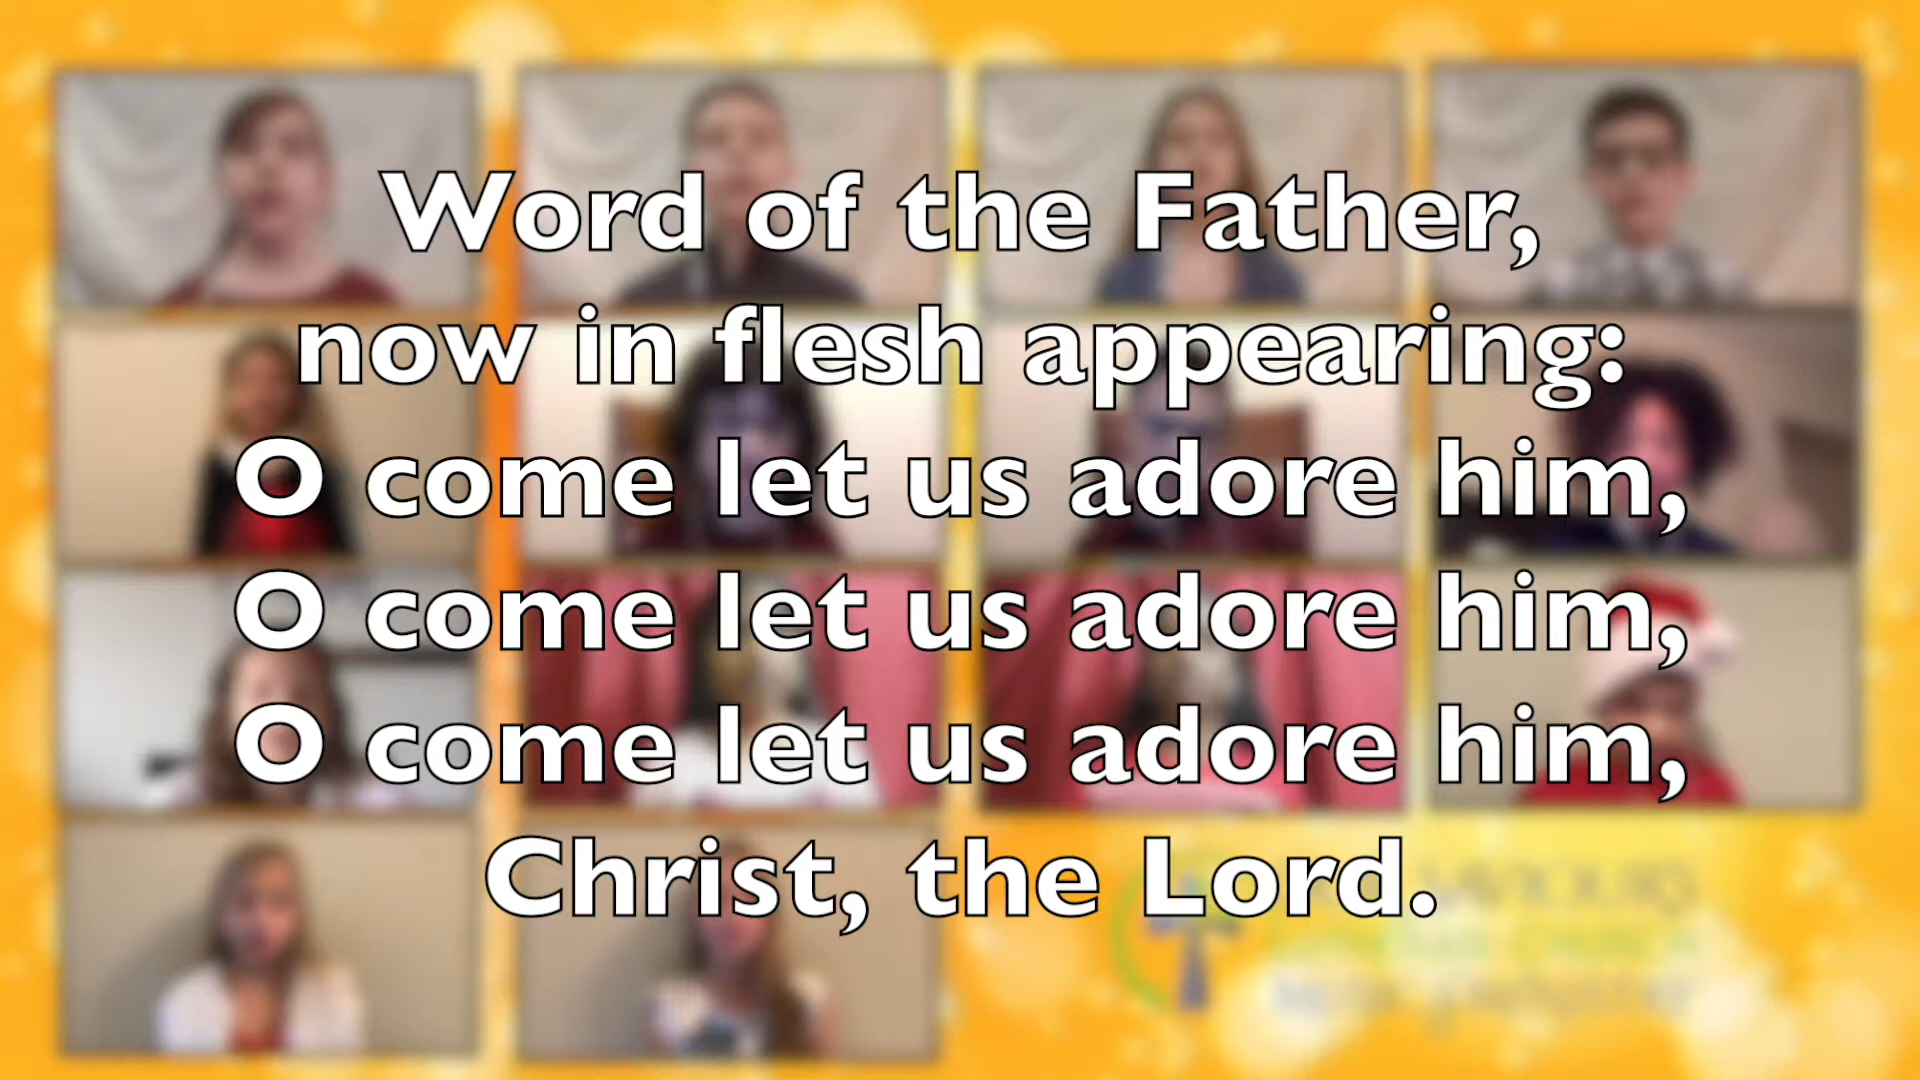 Word of the Father,
now in flesh appearing:
O come let us adore him,
O come let us adore him,
O come let us adore him,
Christ, the Lord.